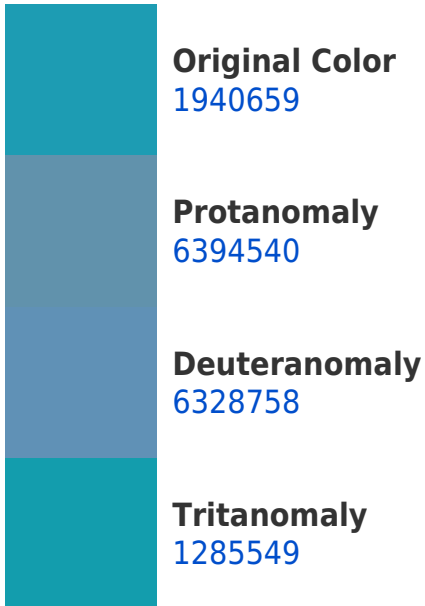 Original Color
1940659
Protanomaly
6394540
Deuteranomaly
6328758
Tritanomaly
1285549